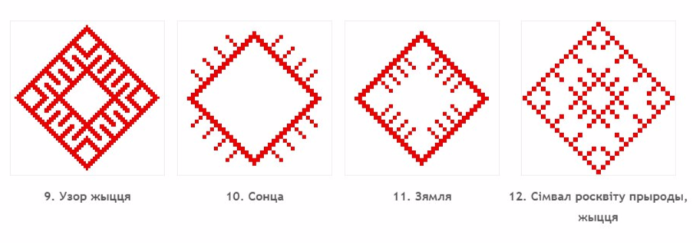 9. Узор жыцця
10. Сонца
11. Зямля
12. Сімвал росквіту прыроды,
жыцця